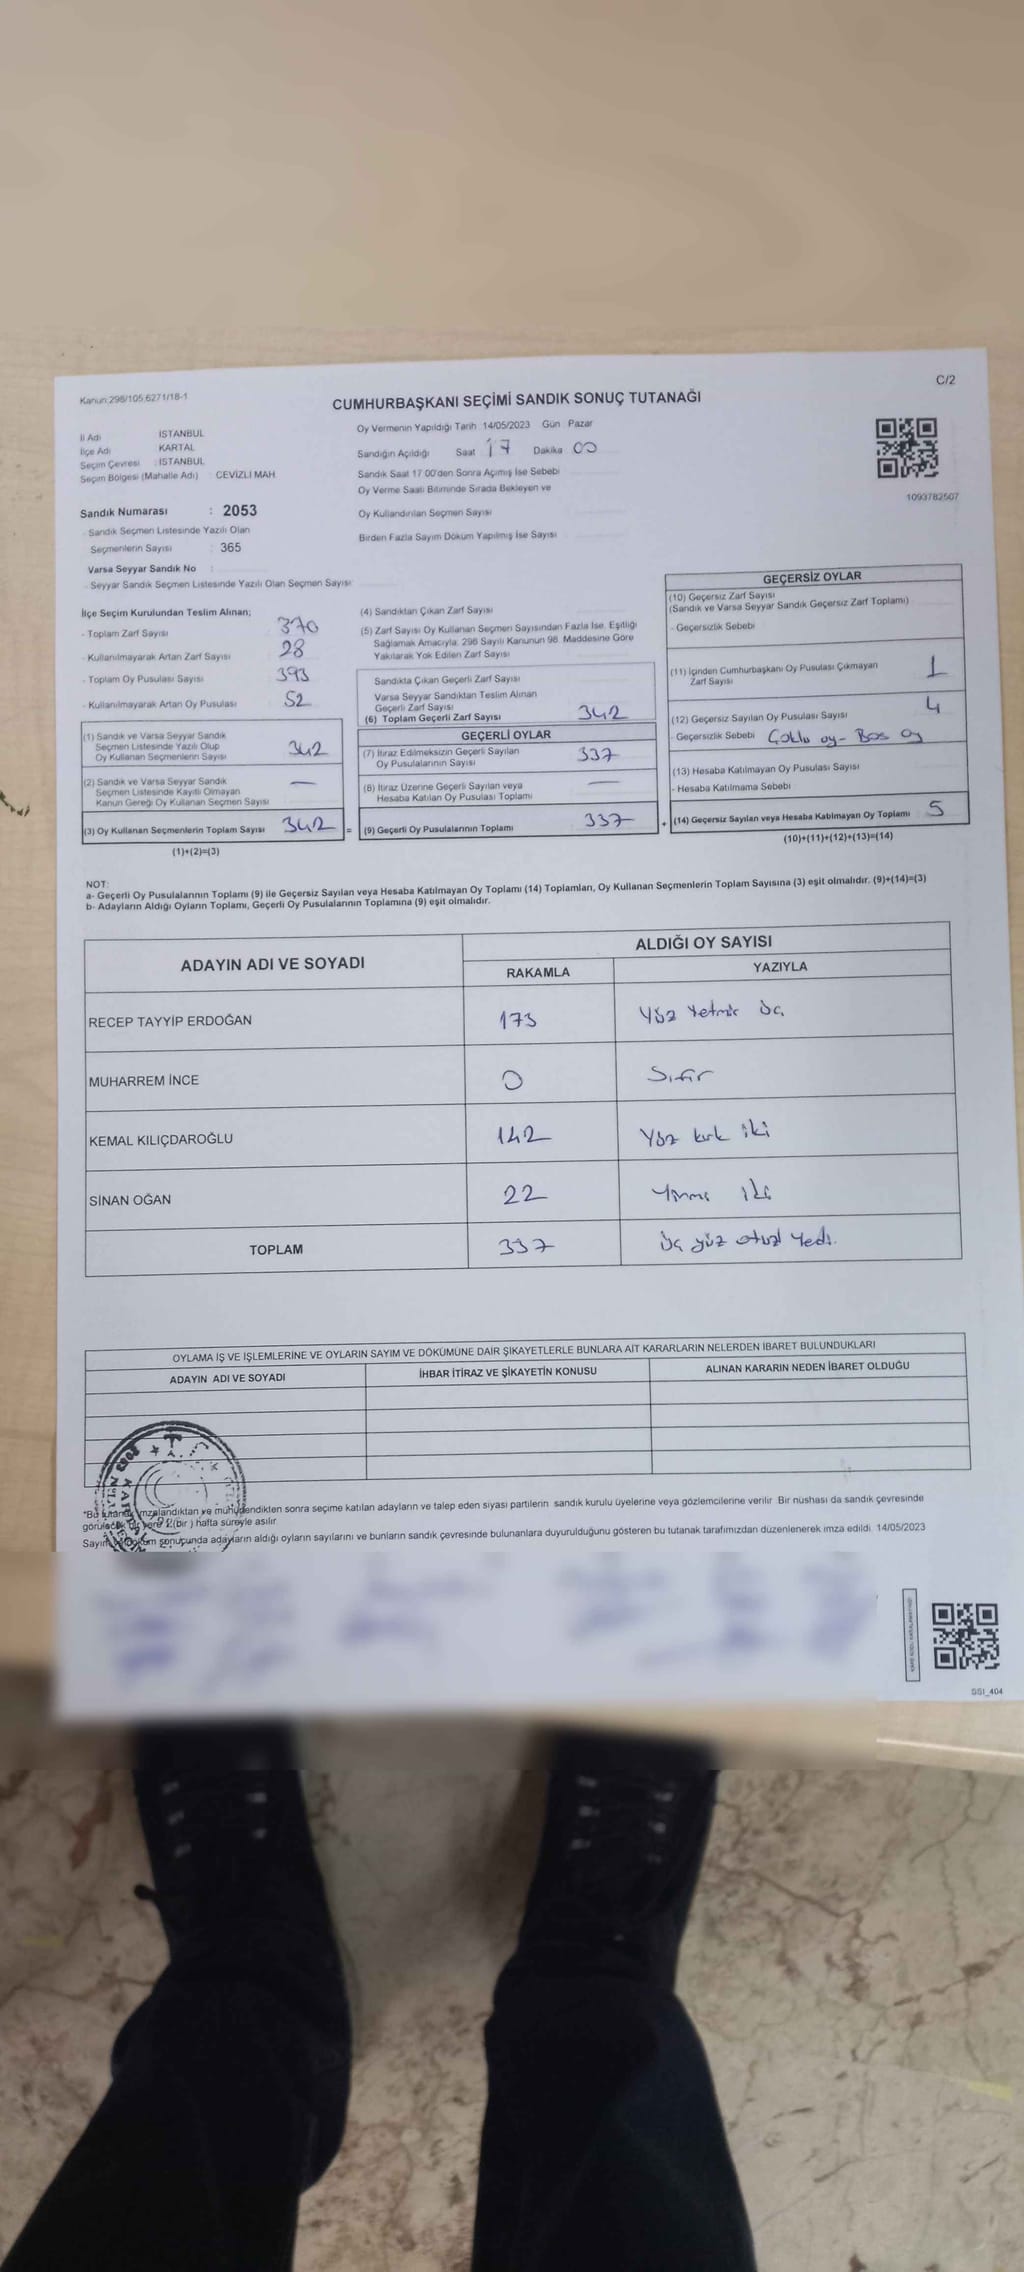 C/2
Kanun:298/105,6271/18-1
CUMHURBAŞKANI SEÇİMİ SANDIK SONUÇ TUTANAĞI
İl Adı : İSTANBUL
İlçe Adı : KARTAL
Seçim Çevresi : İSTANBUL
Seçim Bölgesi (Mahalle Adı) : CEVİZLİ MAH
Oy Vermenin Yapıldığı Tarih 14/05/2023 Gün Pazar
Sandığın Açıldığı Saat 17 Dakika 00
Sandık Saat 17:00'den Sonra Açımış İse Sebebi
Oy Verme Saati Bitiminde Sırada Bekleyen ve
Oy Kullandırılan Seçmen Sayısı
Birden Fazla Sayım Döküm Yapılmış İse Sayısı
1093782507
Sandık Numarası : 2053
- Sandık Seçmen Listesinde Yazılı Olan
Seçmenlerin Sayısı : 365
Varsa Seyyar Sandık No :
- Seyyar Sandık Seçmen Listesinde Yazılı Olan Seçmen Sayısı:
İlçe Seçim Kurulundan Teslim Alınan;
- Toplam Zarf Sayısı 370
- Kullanılmayarak Artan Zarf Sayısı 28
- Toplam Oy Pusulası Sayısı 393
- Kullanılmayarak Artan Oy Pusulası 52
(1) Sandık ve Varsa Seyyar Sandık
Seçmen Listesinde Yazılı Olup
Oy Kullanan Seçmenlerin Sayısı 342
(2) Sandık ve Varsa Seyyar Sandık
Seçmen Listesinde Kayıtlı Olmayan
Kanun Gereği Oy Kullanan Seçmen Sayısı —
(3) Oy Kullanan Seçmenlerin Toplam Sayısı 342 =
(1)+(2)=(3)
(4) Sandıktan Çıkan Zarf Sayısı
(5) Zarf Sayısı Oy Kullanan Seçmen Sayısından Fazla İse, Eşitliği
Sağlamak Amacıyla, 298 Sayılı Kanunun 98. Maddesine Göre
Yakılarak Yok Edilen Zarf Sayısı
Sandıkta Çıkan Geçerli Zarf Sayısı
Varsa Seyyar Sandıktan Teslim Alınan
Geçerli Zarf Sayısı
(6) Toplam Geçerli Zarf Sayısı 342
GEÇERLİ OYLAR
(7) İtiraz Edilmeksizin Geçerli Sayılan
Oy Pusulalarının Sayısı 337
(8) İtiraz Üzerine Geçerli Sayılan veya
Hesaba Katılan Oy Pusulası Toplamı —
(9) Geçerli Oy Pusulalarının Toplamı 337 +
GEÇERSİZ OYLAR
(10) Geçersiz Zarf Sayısı
(Sandık ve Varsa Seyyar Sandık Geçersiz Zarf Toplamı)
- Geçersizlik Sebebi
(11) İçinden Cumhurbaşkanı Oy Pusulası Çıkmayan
Zarf Sayısı 1
(12) Geçersiz Sayılan Oy Pusulası Sayısı 4
- Geçersizlik Sebebi Çoklu oy - Boş oy
(13) Hesaba Katılmayan Oy Pusulası Sayısı
- Hesaba Katılmama Sebebi
(14) Geçersiz Sayılan veya Hesaba Katılmayan Oy Toplamı 5
(10)+(11)+(12)+(13)=(14)
NOT:
a- Geçerli Oy Pusulalarının Toplamı (9) ile Geçersiz Sayılan veya Hesaba Katılmayan Oy Toplamı (14) Toplamları, Oy Kullanan Seçmenlerin Toplam Sayısına (3) eşit olmalıdır. (9)+(14)=(3)
b- Adayların Aldığı Oyların Toplamı, Geçerli Oy Pusulalarının Toplamına (9) eşit olmalıdır.
ADAYIN ADI VE SOYADI ALDIĞI OY SAYISI
RAKAMLA YAZIYLA
RECEP TAYYİP ERDOĞAN 173 Yüz Yetmiş Üç
MUHARREM İNCE 0 Sıfır
KEMAL KILIÇDAROĞLU 142 Yüz kırk iki
SİNAN OĞAN 22 Yirmi iki
TOPLAM 337 Üç yüz otuz Yedi.
OYLAMA İŞ VE İŞLEMLERİNE VE OYLARIN SAYIM VE DÖKÜMÜNE DAİR ŞİKAYETLERLE BUNLARA AİT KARARLARIN NELERDEN İBARET BULUNDUKLARI
ADAYIN ADI VE SOYADI İHBAR İTİRAZ VE ŞİKAYETİN KONUSU ALINAN KARARIN NEDEN İBARET OLDUĞU
*Bu tutanak imzalandıktan ve mühürlendikten sonra seçime katılan adayların ve talep eden siyasi partilerin sandık kurulu üyelerine veya gözlemcilerine verilir. Bir nüshası da sandık çevresinde
görülecek bir yere (bir) hafta süreyle asılır.
Sayım ve döküm sonuçunda adayların aldığı oyların sayılarını ve bunların sandık çevresinde bulunanlara duyurulduğunu gösteren bu tutanak tarafımızdan düzenlenerek imza edildi. 14/05/2023
SSI_404